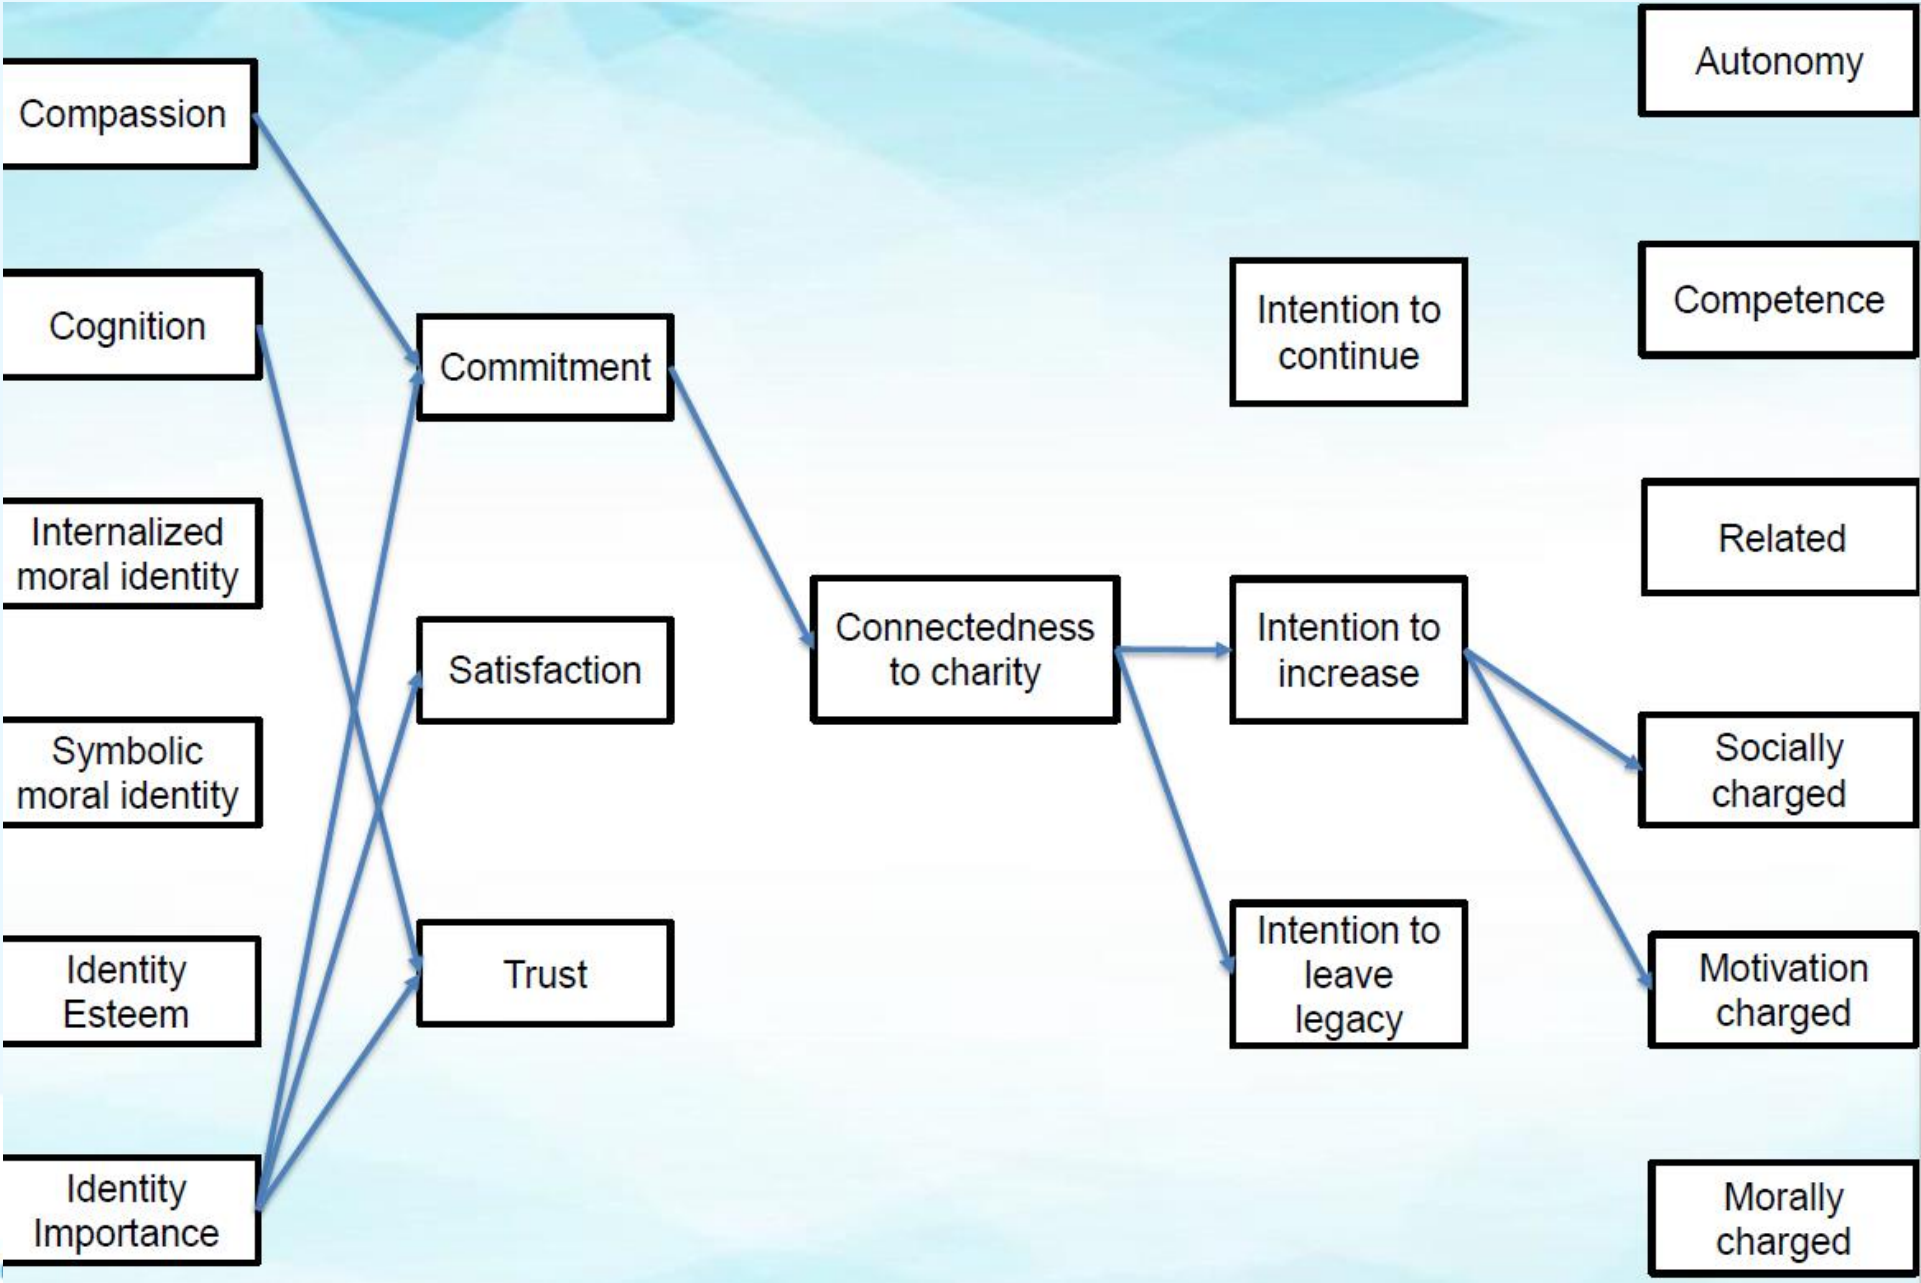 Compassion
Cognition
Internalized
moral identity
Symbolic
moral identity
Identity
Esteem
Identity
Importance
Commitment
Satisfaction
Trust
Connectedness
to charity
Intention to
continue
Intention to
increase
Intention to
leave
legacy
Autonomy
Competence
Related
Socially
charged
Motivation
charged
Morally
charged